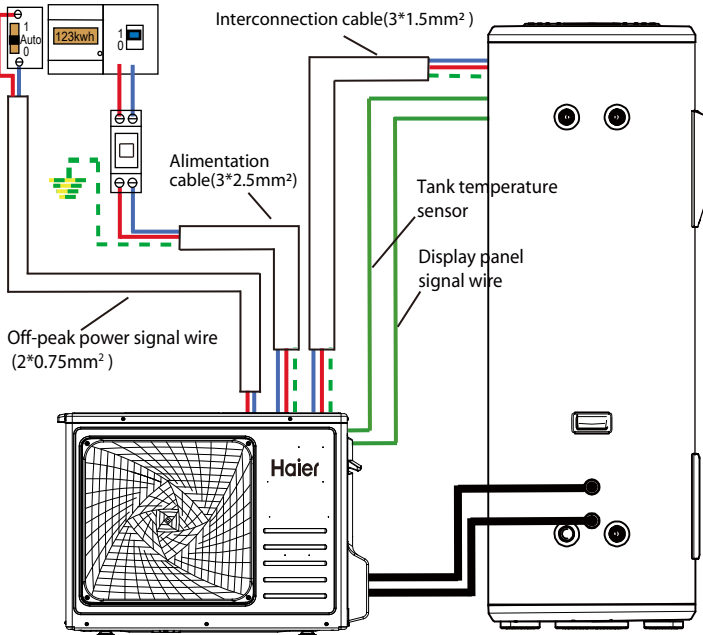 Interconnection cable(3*1.5mm² )
1
Auto
0
123kwh
1
0
Alimentation
cable(3*2.5mm²)
Tank temperature
sensor
Display panel
signal wire
Off-peak power signal wire
(2*0.75mm² )
Haier